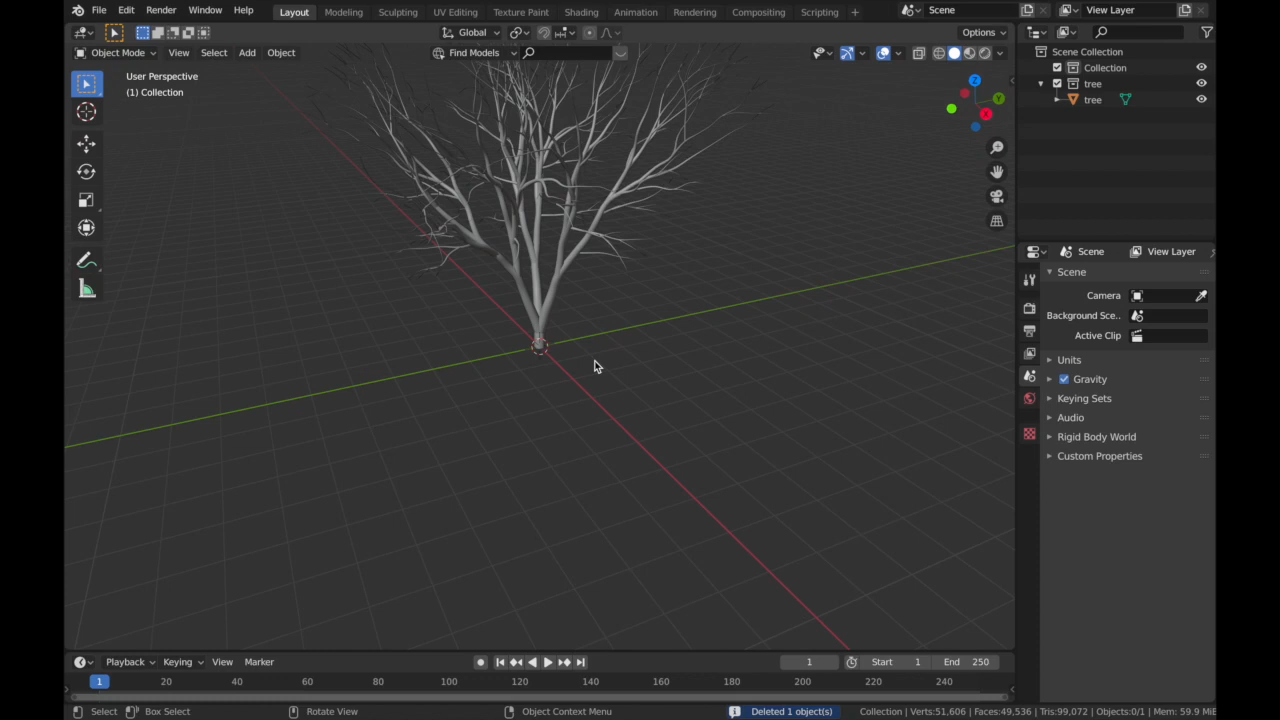 File Edit Render Window Help Layout Modeling Sculpting UV Editing Texture Paint Shading Animation Rendering Compositing Scripting + Scene View Layer
Global Options
Object Mode View Select Add Object Find Models
User Perspective
(1) Collection
Z
Y
X
Scene Collection
Collection
tree
tree
Scene View Layer
Scene
Camera
Background Sce..
Active Clip
Units
Gravity
Keying Sets
Audio
Rigid Body World
Custom Properties
Playback Keying View Marker 1 Start 1 End 250
1 20 40 60 80 100 120 140 160 180 200 220 240
Select Box Select Rotate View Object Context Menu Deleted 1 object(s) Collection | Verts:51,606 | Faces:49,536 | Tris:99,072 | Objects:0/1 | Mem: 59.9 MiB